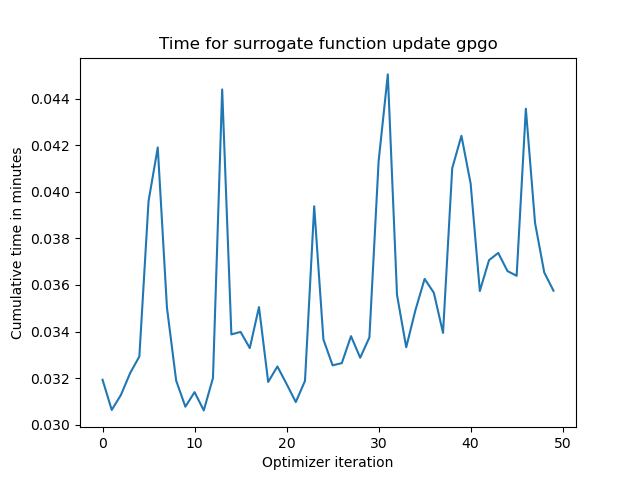 Time for surrogate function update gpgo
0.044
0.042
0.040
0.038
0.036
0.034
0.032
0.030
Cumulative time in minutes
0 10 20 30 40 50
Optimizer iteration